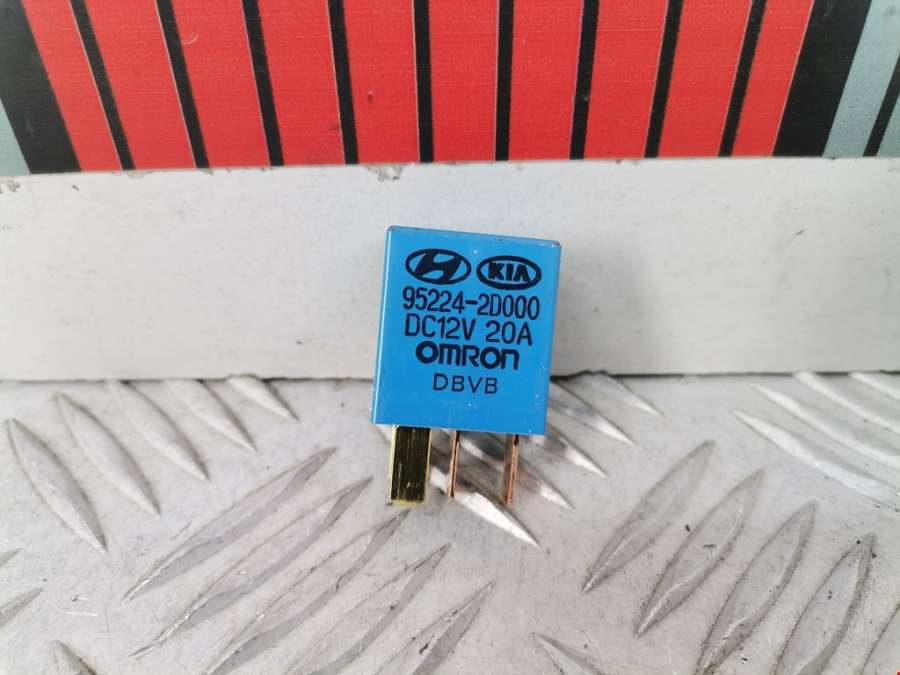 KIA
95224-2D000
DC12V 20A
omron
DBVB